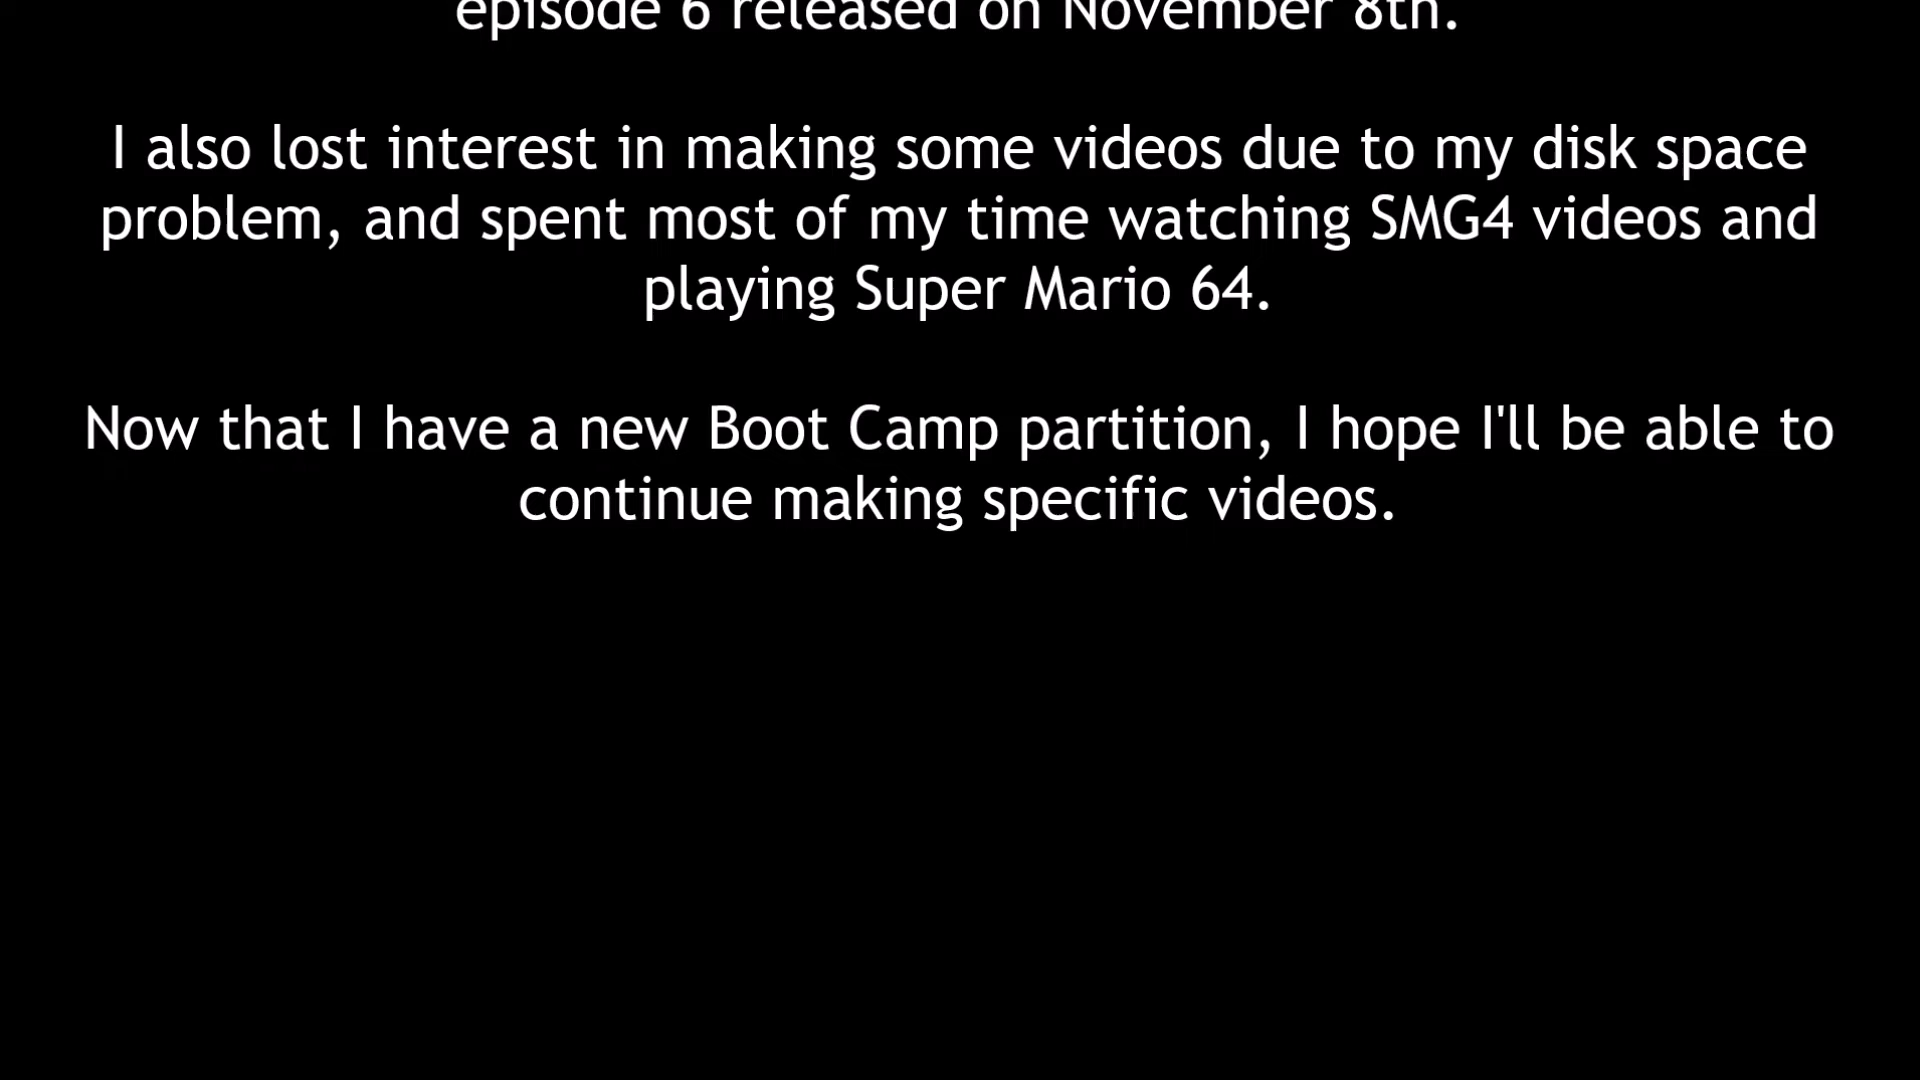 episode 6 released on November 8th.
I also lost interest in making some videos due to my disk space
problem, and spent most of my time watching SMG4 videos and
playing Super Mario 64.
Now that I have a new Boot Camp partition, I hope I'll be able to
continue making specific videos.